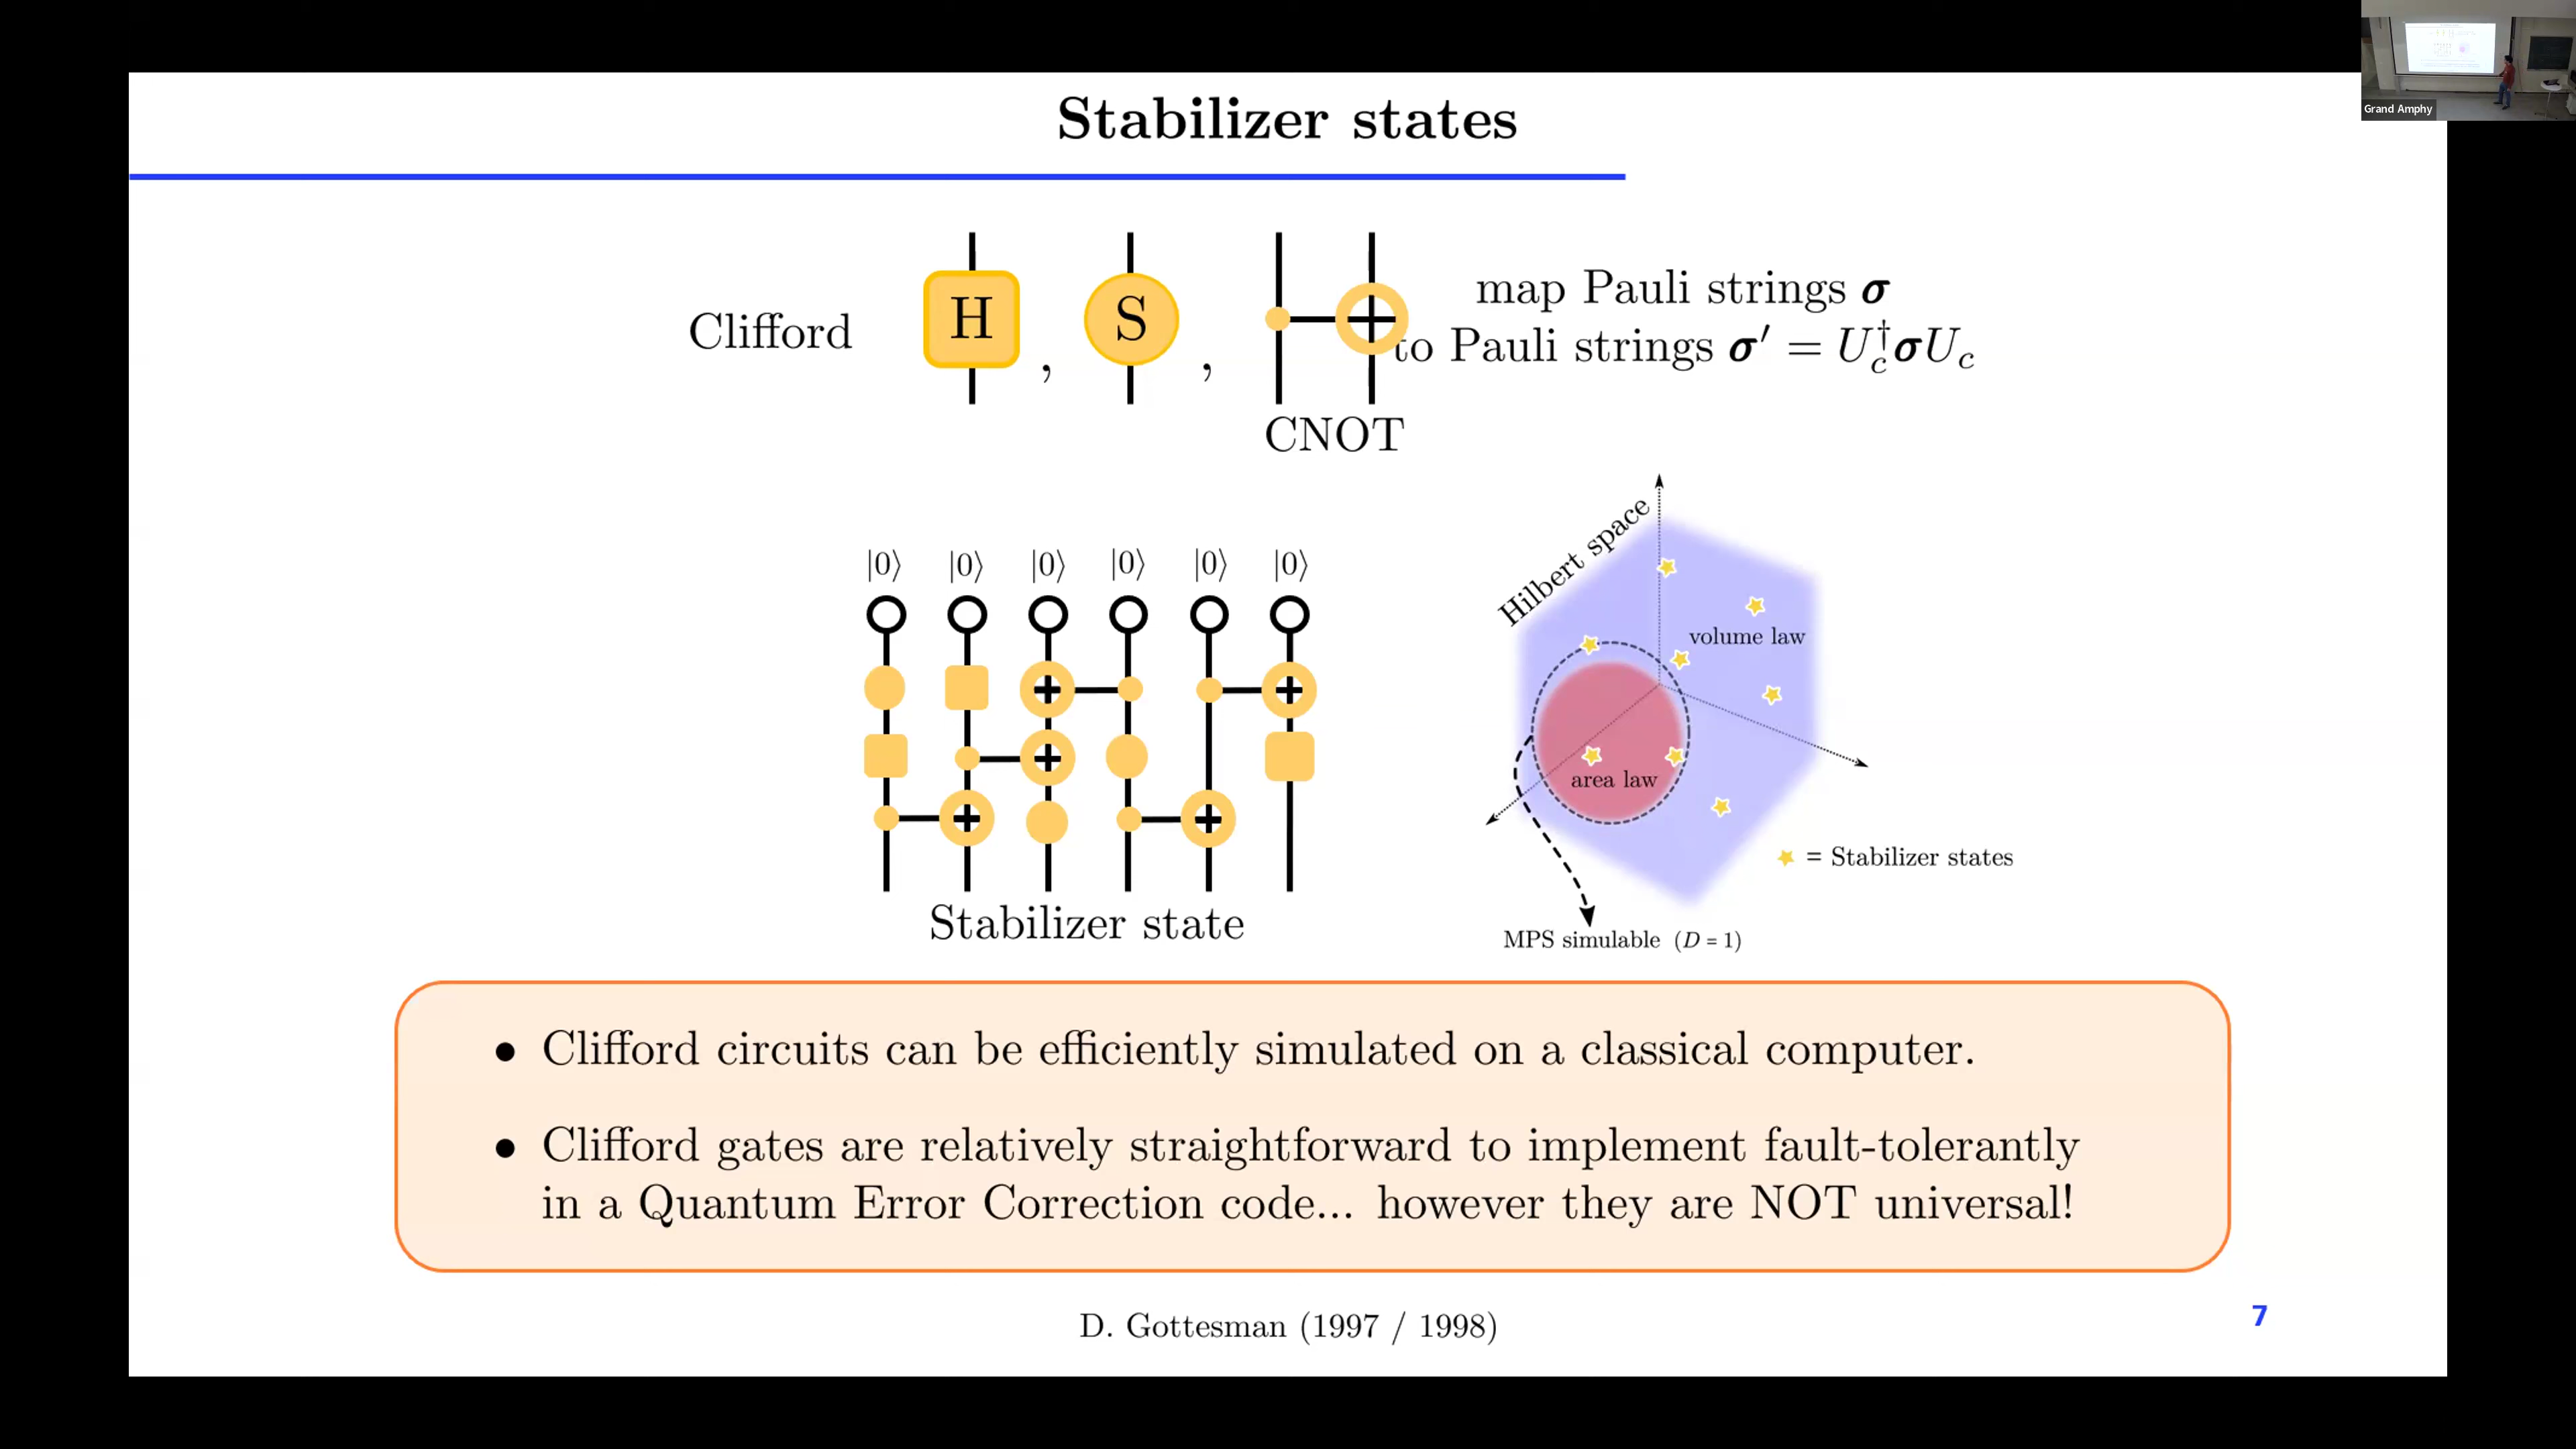 Grand Amphy
Stabilizer states
Clifford
H , S ,
CNOT
map Pauli strings σ
to Pauli strings σ′ = U_c^†σU_c
|0⟩ |0⟩ |0⟩ |0⟩ |0⟩ |0⟩
Stabilizer state
Hilbert space
volume law
area law
= Stabilizer states
MPS simulable (D = 1)
• Clifford circuits can be efficiently simulated on a classical computer.
• Clifford gates are relatively straightforward to implement fault-tolerantly
in a Quantum Error Correction code... however they are NOT universal!
D. Gottesman (1997 / 1998)
7